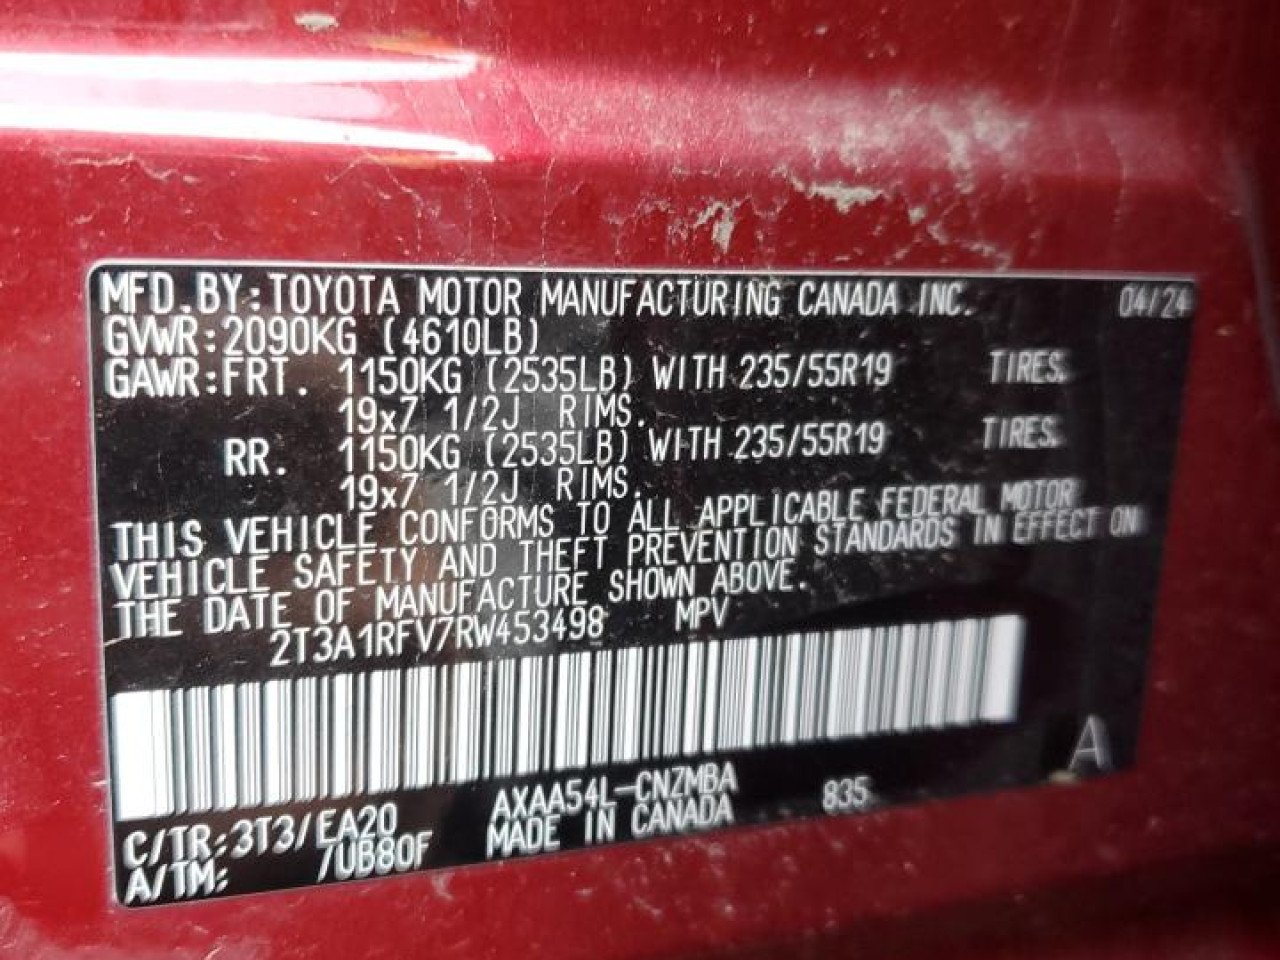 MFD.BY:TOYOTA MOTOR MANUFACTURING CANADA INC. 04/24
GVWR:2090KG (4610LB)
GAWR:FRT. 1150KG (2535LB) WITH 235/55R19 TIRES.
19x7 1/2J RIMS.
RR. 1150KG (2535LB) WITH 235/55R19 TIRES.
19x7 1/2J RIMS.
THIS VEHICLE CONFORMS TO ALL APPLICABLE FEDERAL MOTOR
VEHICLE SAFETY AND THEFT PREVENTION STANDARDS IN EFFECT ON
THE DATE OF MANUFACTURE SHOWN ABOVE.
2T3A1RFV7RW453498 MPV
A
C/TR:3T3/EA20 AXAA54L-CNZMBA 835
A/TM: /UB80F MADE IN CANADA